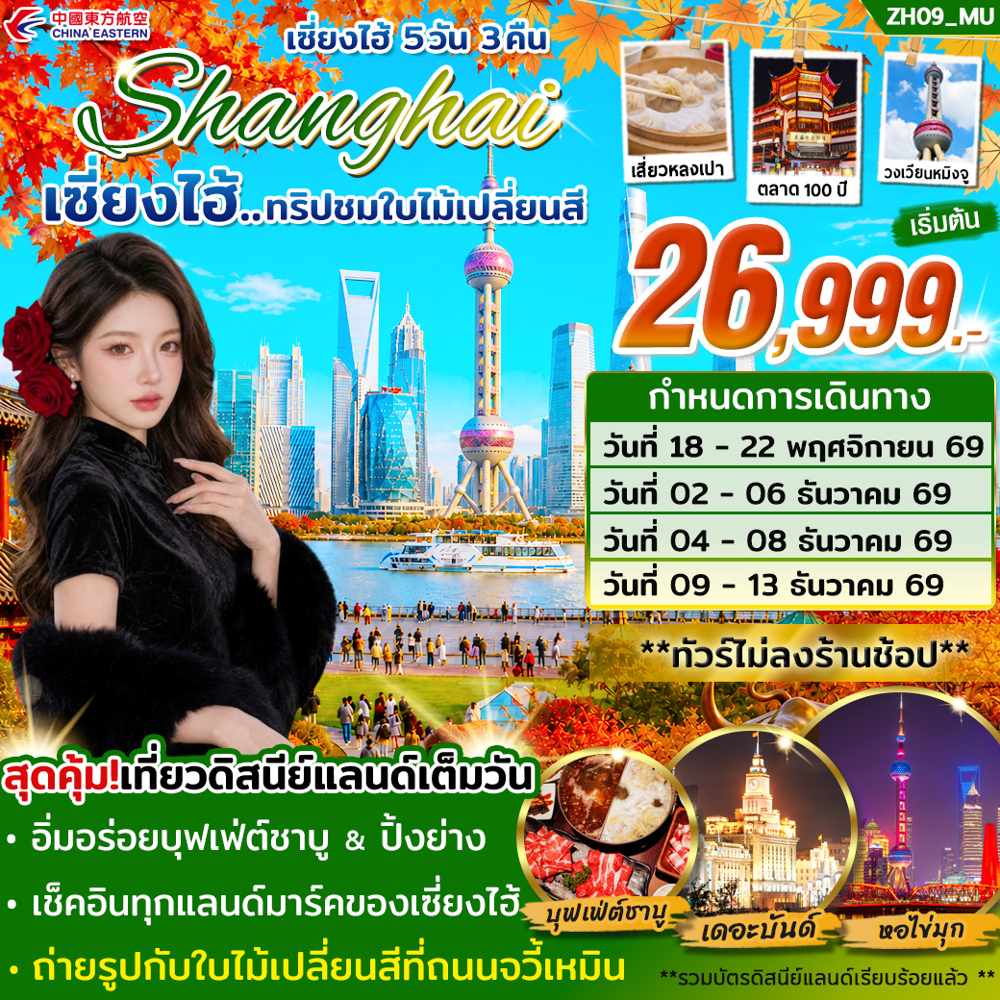 中國東方航空
CHINA EASTERN
ZH09_MU
เซี่ยงไฮ้ 5 วัน 3 คืน
Shanghai
เซี่ยงไฮ้..ทริปชมใบไม้เปลี่ยนสี
เสี่ยวหลงเปา
ตลาด 100 ปี
วงเวียนหมิงจู
เริ่มต้น
26,999.-
กำหนดการเดินทาง
วันที่ 18 - 22 พฤศจิกายน 69
วันที่ 02 - 06 ธันวาคม 69
วันที่ 04 - 08 ธันวาคม 69
วันที่ 09 - 13 ธันวาคม 69
**ทัวร์ไม่ลงร้านช้อป**
สุดคุ้ม!เที่ยวดิสนีย์แลนด์เต็มวัน
• อิ่มอร่อยบุฟเฟ่ต์ชาบู & ปิ้งย่าง
• เช็คอินทุกแลนด์มาร์คของเซี่ยงไฮ้
• ถ่ายรูปกับใบไม้เปลี่ยนสีที่ถนนจวี้เหมิน
บุฟเฟ่ต์ชาบู
เดอะบันด์
หอไข่มุก
**รวมบัตรดิสนีย์แลนด์เรียบร้อยแล้ว **